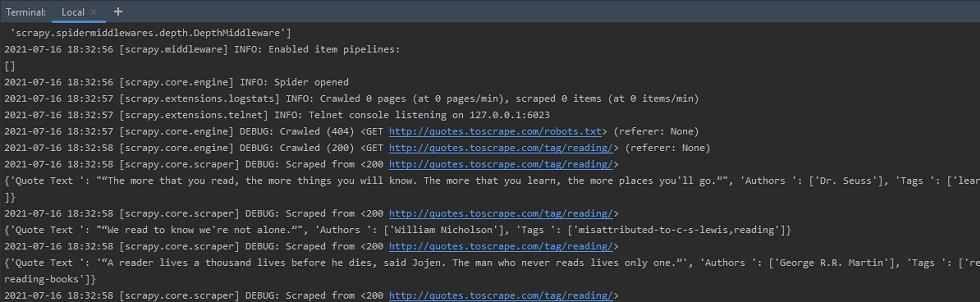 Terminal: Local × +
'scrapy.spidermiddlewares.depth.DepthMiddleware']
2021-07-16 18:32:56 [scrapy.middleware] INFO: Enabled item pipelines:
[]
2021-07-16 18:32:56 [scrapy.core.engine] INFO: Spider opened
2021-07-16 18:32:57 [scrapy.extensions.logstats] INFO: Crawled 0 pages (at 0 pages/min), scraped 0 items (at 0 items/min)
2021-07-16 18:32:57 [scrapy.extensions.telnet] INFO: Telnet console listening on 127.0.0.1:6023
2021-07-16 18:32:57 [scrapy.core.engine] DEBUG: Crawled (404) <GET http://quotes.toscrape.com/robots.txt> (referer: None)
2021-07-16 18:32:58 [scrapy.core.engine] DEBUG: Crawled (200) <GET http://quotes.toscrape.com/tag/reading/> (referer: None)
2021-07-16 18:32:58 [scrapy.core.scraper] DEBUG: Scraped from <200 http://quotes.toscrape.com/tag/reading/>
{'Quote Text ': "“The more that you read, the more things you will know. The more that you learn, the more places you'll go.”", 'Authors ': ['Dr. Seuss'], 'Tags ': ['lear
]}
2021-07-16 18:32:58 [scrapy.core.scraper] DEBUG: Scraped from <200 http://quotes.toscrape.com/tag/reading/>
{'Quote Text ': "“We read to know we're not alone.”", 'Authors ': ['William Nicholson'], 'Tags ': ['misattributed-to-c-s-lewis,reading']}
2021-07-16 18:32:58 [scrapy.core.scraper] DEBUG: Scraped from <200 http://quotes.toscrape.com/tag/reading/>
{'Quote Text ': '“A reader lives a thousand lives before he dies, said Jojen. The man who never reads lives only one.”', 'Authors ': ['George R.R. Martin'], 'Tags ': ['re
reading-books']}
2021-07-16 18:32:58 [scrapy.core.scraper] DEBUG: Scraped from <200 http://quotes.toscrape.com/tag/reading/>